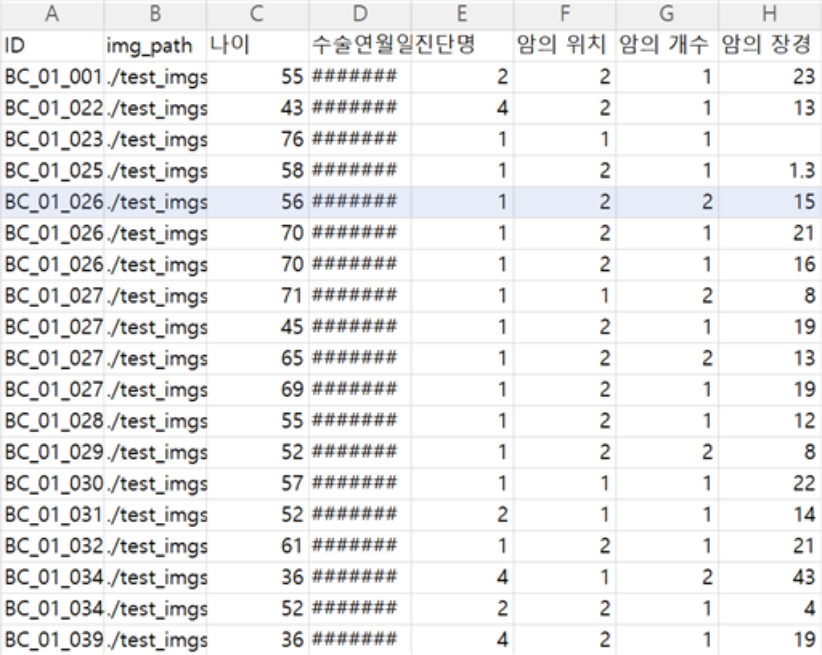 A B C D E F G H
ID img_path 나이 수술연월일 진단명 암의 위치 암의 개수 암의 장경
BC_01_001 ./test_imgs 55 ####### 2 2 1 23
BC_01_022 ./test_imgs 43 ####### 4 2 1 13
BC_01_023 ./test_imgs 76 ####### 1 1 1
BC_01_025 ./test_imgs 58 ####### 1 2 1 1.3
BC_01_026 ./test_imgs 56 ####### 1 2 2 15
BC_01_026 ./test_imgs 70 ####### 1 2 1 21
BC_01_026 ./test_imgs 70 ####### 1 2 1 16
BC_01_027 ./test_imgs 71 ####### 1 1 2 8
BC_01_027 ./test_imgs 45 ####### 1 2 1 19
BC_01_027 ./test_imgs 65 ####### 1 2 2 13
BC_01_027 ./test_imgs 69 ####### 1 2 1 19
BC_01_028 ./test_imgs 55 ####### 1 2 1 12
BC_01_029 ./test_imgs 52 ####### 1 2 2 8
BC_01_030 ./test_imgs 57 ####### 1 1 1 22
BC_01_031 ./test_imgs 52 ####### 2 1 1 14
BC_01_032 ./test_imgs 61 ####### 1 2 1 21
BC_01_034 ./test_imgs 36 ####### 4 1 2 43
BC_01_034 ./test_imgs 52 ####### 2 2 1 4
BC_01_039 ./test_imgs 36 ####### 4 2 1 19